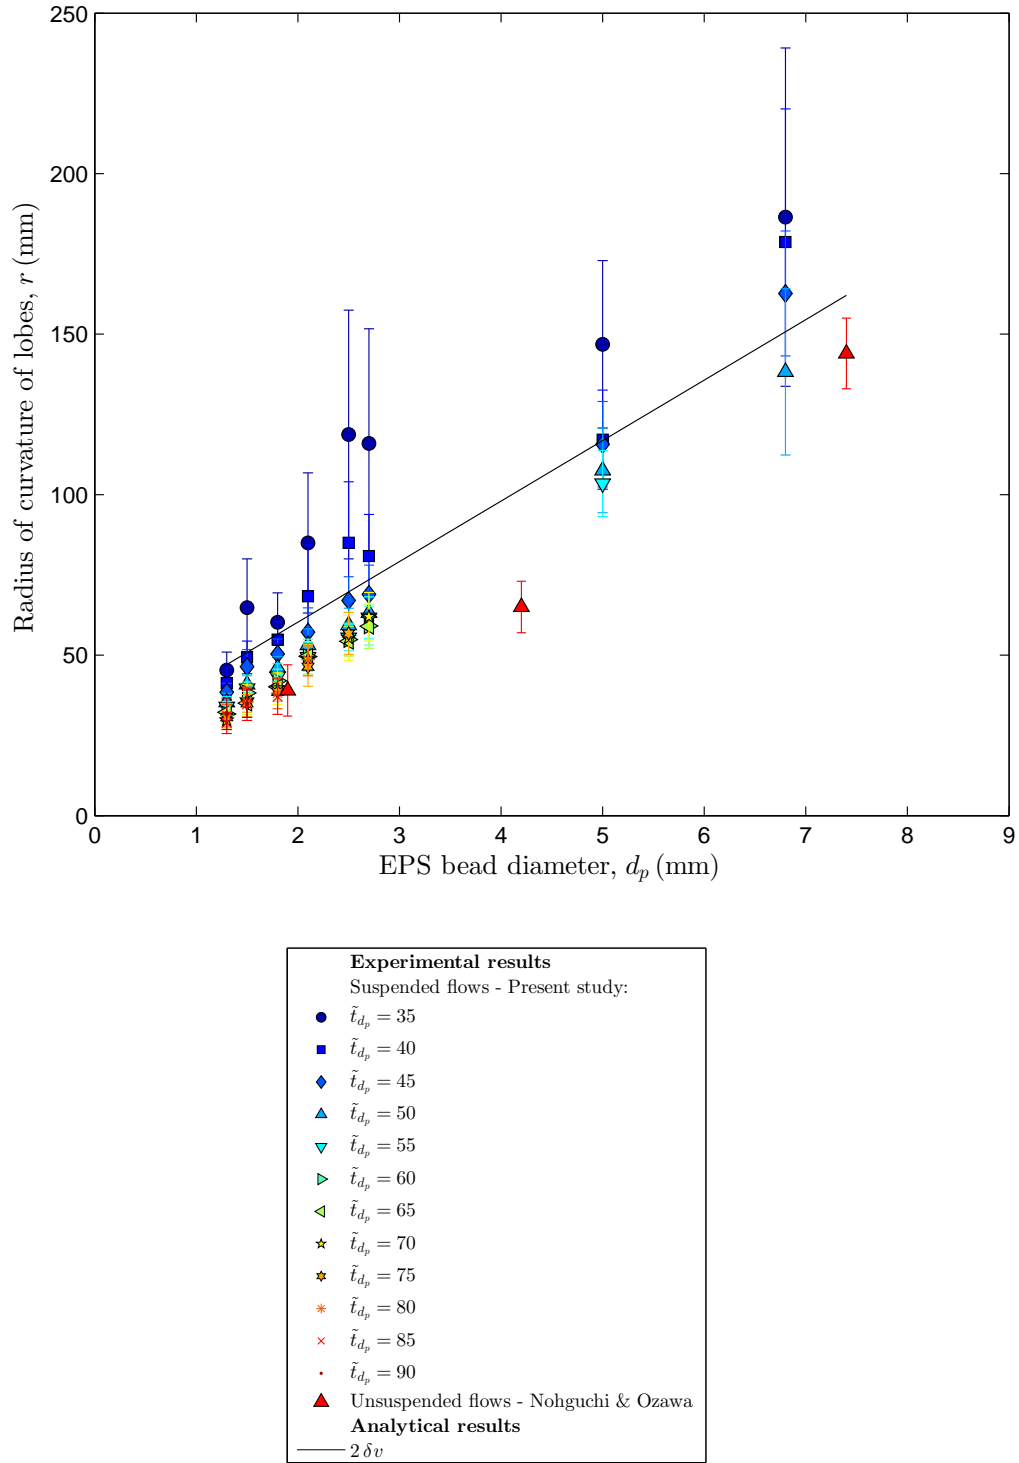 250
200
150
100
50
0
Radius of curvature of lobes, r (mm)
0 1 2 3 4 5 6 7 8 9
EPS bead diameter, d_p (mm)
Experimental results
Suspended flows - Present study:
t̃_{d_p} = 35
t̃_{d_p} = 40
t̃_{d_p} = 45
t̃_{d_p} = 50
t̃_{d_p} = 55
t̃_{d_p} = 60
t̃_{d_p} = 65
t̃_{d_p} = 70
t̃_{d_p} = 75
t̃_{d_p} = 80
t̃_{d_p} = 85
t̃_{d_p} = 90
Unsuspended flows - Nohguchi & Ozawa
Analytical results
2 δv